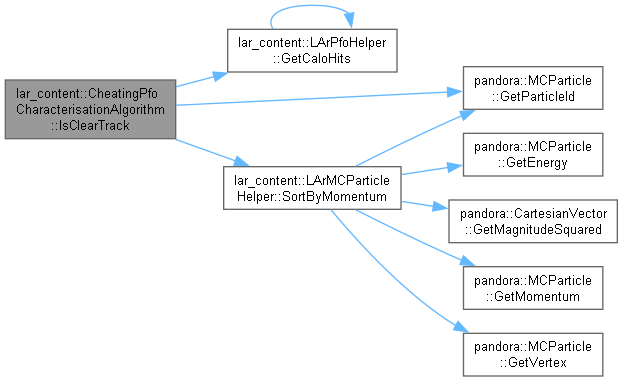 lar_content::CheatingPfo
CharacterisationAlgorithm
::IsClearTrack
lar_content::LArPfoHelper
::GetCaloHits
lar_content::LArMCParticle
Helper::SortByMomentum
pandora::MCParticle
::GetParticleId
pandora::MCParticle
::GetEnergy
pandora::CartesianVector
::GetMagnitudeSquared
pandora::MCParticle
::GetMomentum
pandora::MCParticle
::GetVertex